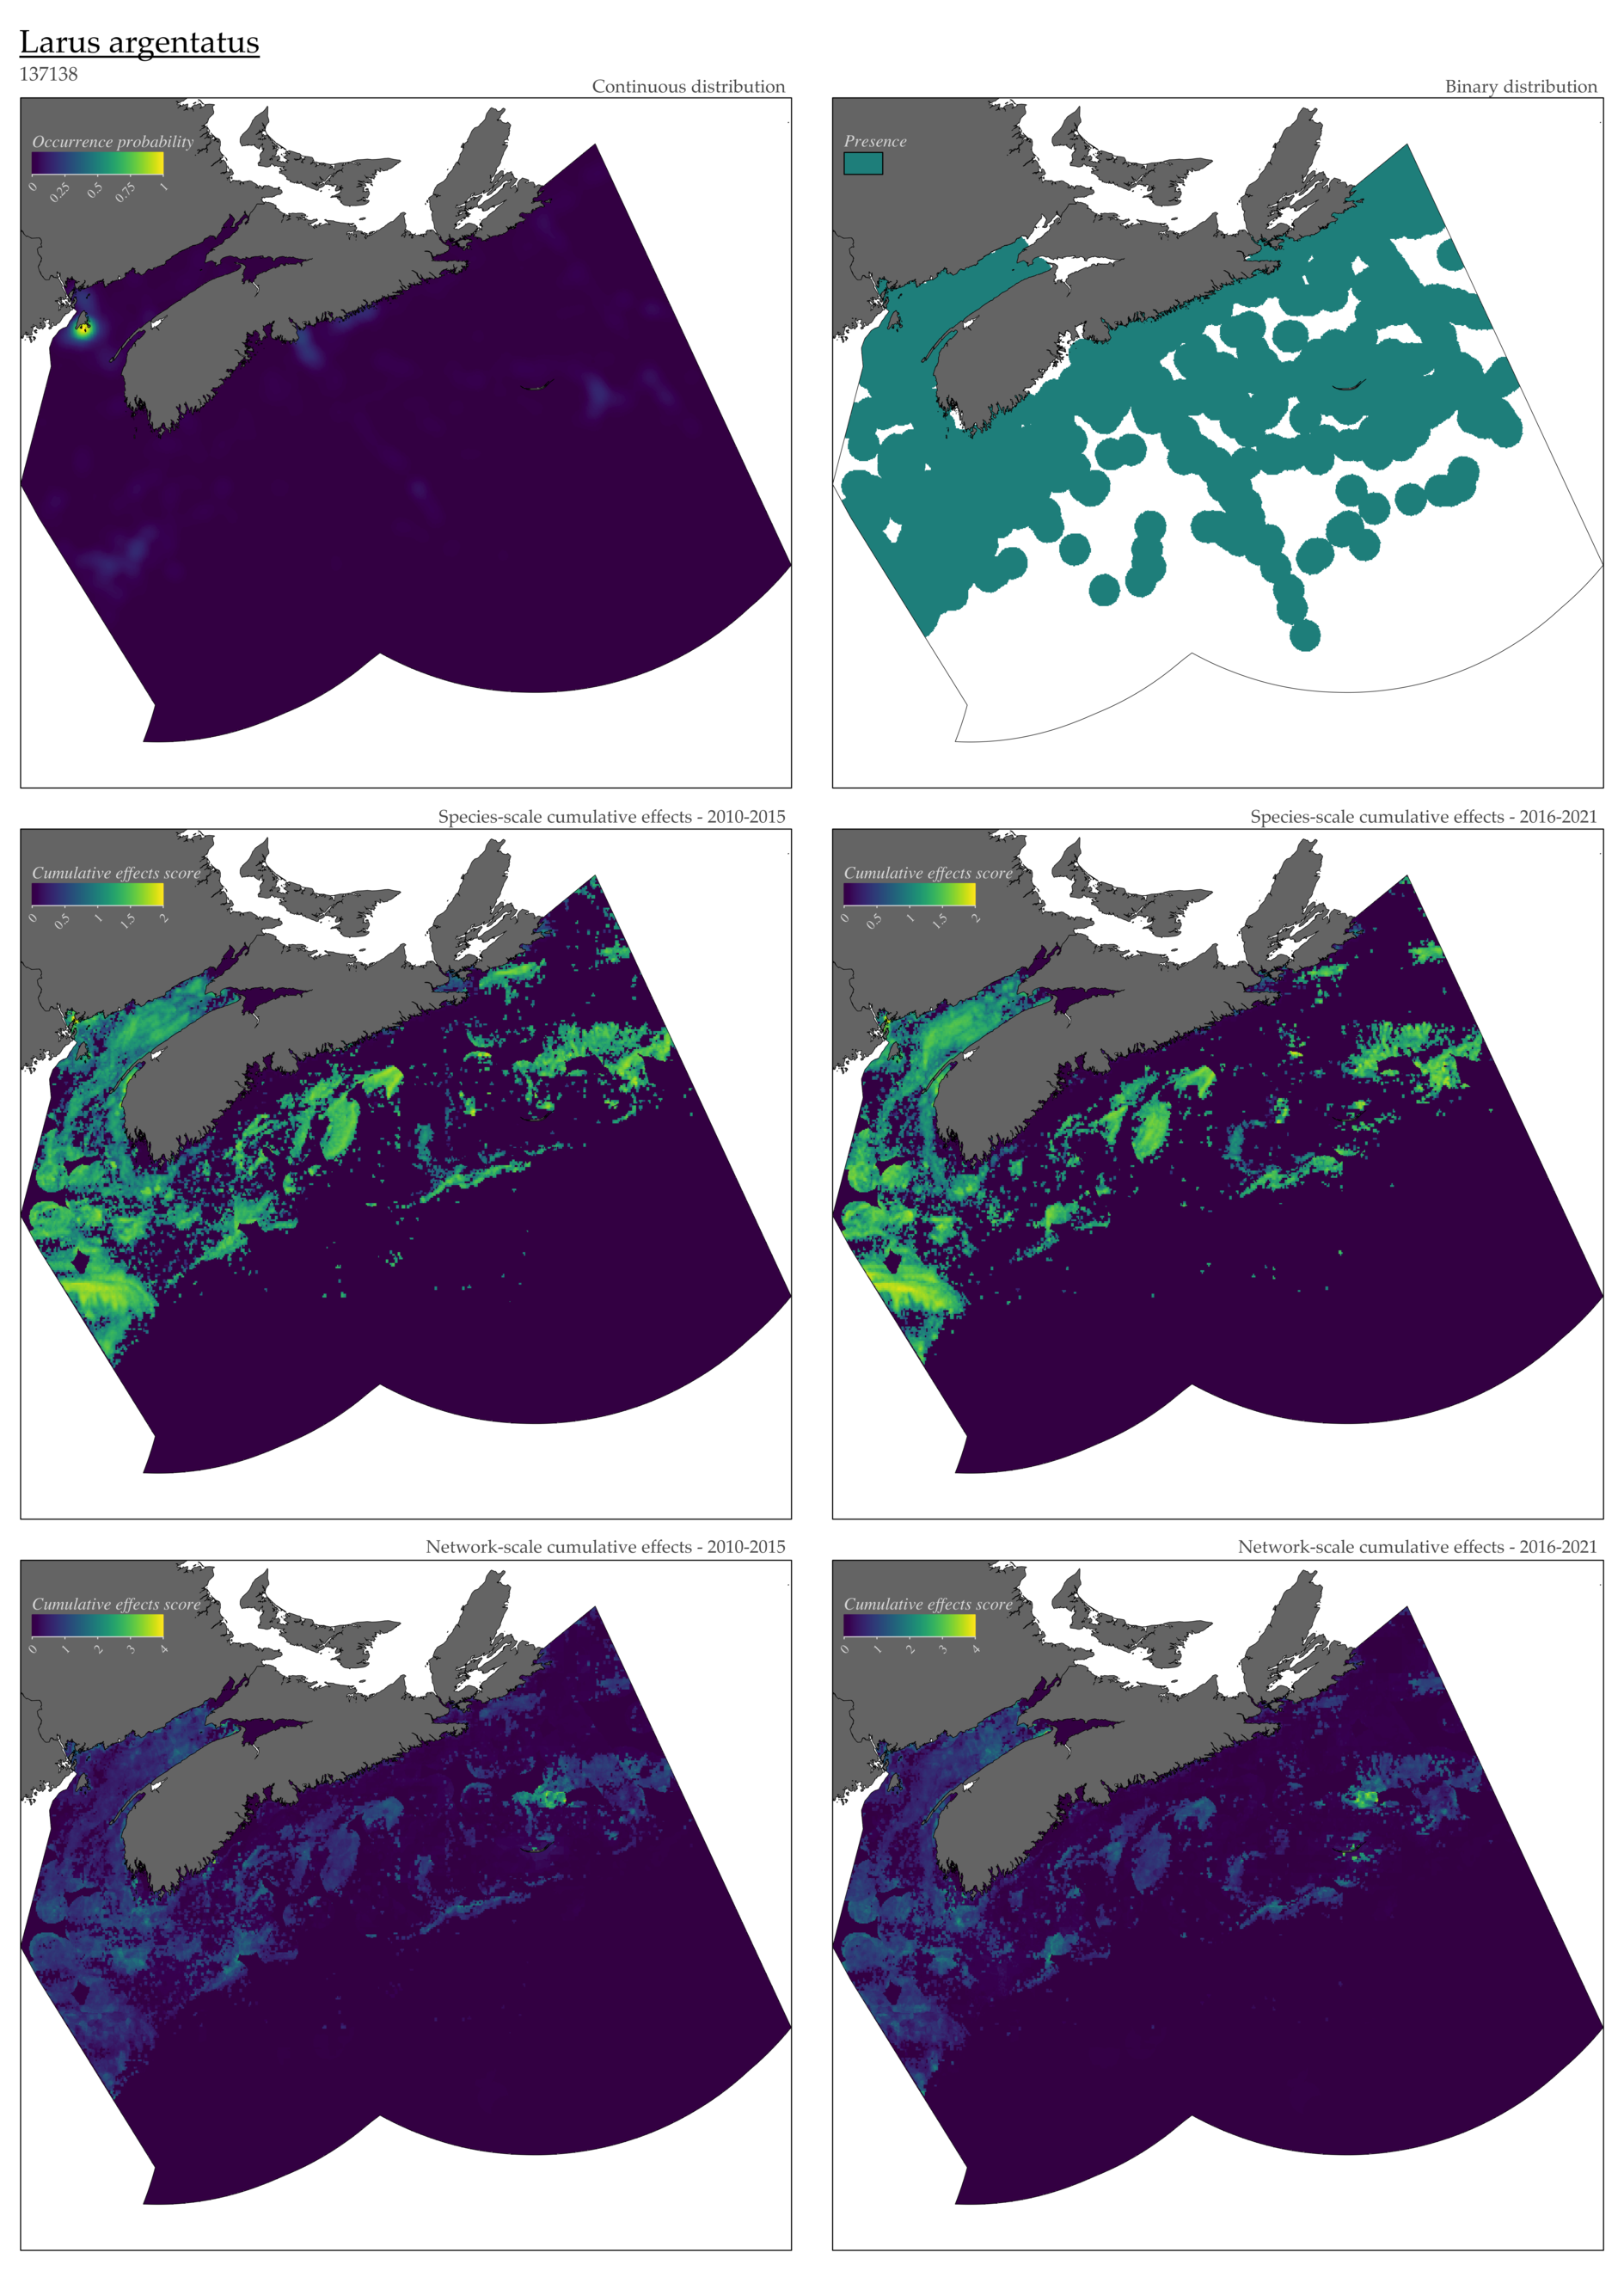 Larus argentatus
137138
Continuous distribution
Occurrence probability
0 0.25 0.5 0.75 1
Binary distribution
Presence
Species-scale cumulative effects - 2010-2015
Cumulative effects score
0 0.5 1 1.5 2
Species-scale cumulative effects - 2016-2021
Cumulative effects score
0 0.5 1 1.5 2
Network-scale cumulative effects - 2010-2015
Cumulative effects score
0 1 2 3 4
Network-scale cumulative effects - 2016-2021
Cumulative effects score
0 1 2 3 4